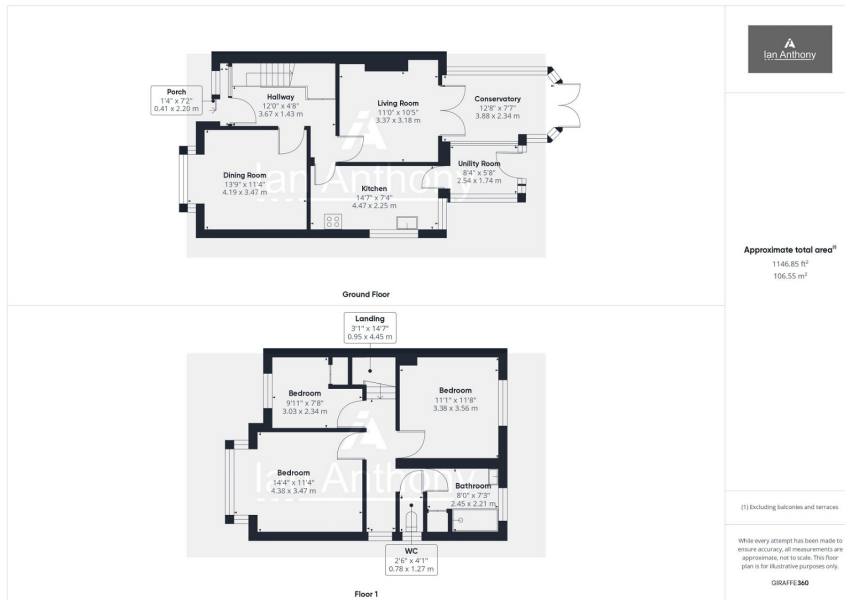 Porch
1'4" x 7'2"
0.41 x 2.20 m
Hallway
12'0" x 4'8"
3.67 x 1.43 m
Living Room
11'0" x 10'5"
3.37 x 3.18 m
Conservatory
12'8" x 7'7"
3.88 x 2.34 m
Utility Room
8'4" x 5'8"
2.54 x 1.74 m
Dining Room
13'9" x 11'4"
4.19 x 3.47 m
Kitchen
14'7" x 7'4"
4.47 x 2.25 m
Ian Anthony
Ground Floor
Landing
3'1" x 14'7"
0.95 x 4.45 m
Bedroom
9'11" x 7'8"
3.03 x 2.34 m
Bedroom
11'1" x 11'8"
3.38 x 3.56 m
Bedroom
14'4" x 11'4"
4.38 x 3.47 m
Bathroom
8'0" x 7'3"
2.45 x 2.21 m
WC
2'6" x 4'1"
0.78 x 1.27 m
Ian Anthony
Floor 1
Ian Anthony
Approximate total area(1)
1146.85 ft²
106.55 m²
(1) Excluding balconies and terraces
While every attempt has been made to
ensure accuracy, all measurements are
approximate, not to scale. This floor
plan is for illustrative purposes only.
GIRAFFE360